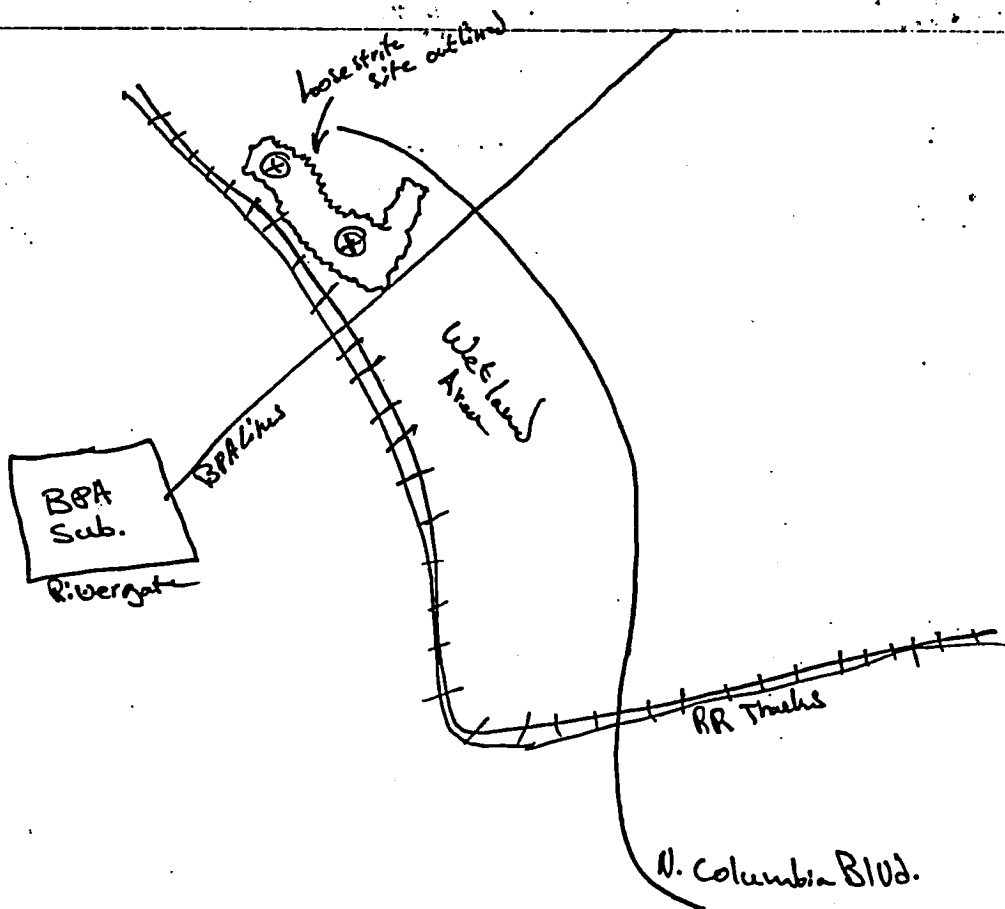 Loosestrife
site outlined
Wetland
Area
BPA Lines
BPA
Sub.
Rivergate
RR Tracks
N. Columbia Blvd.